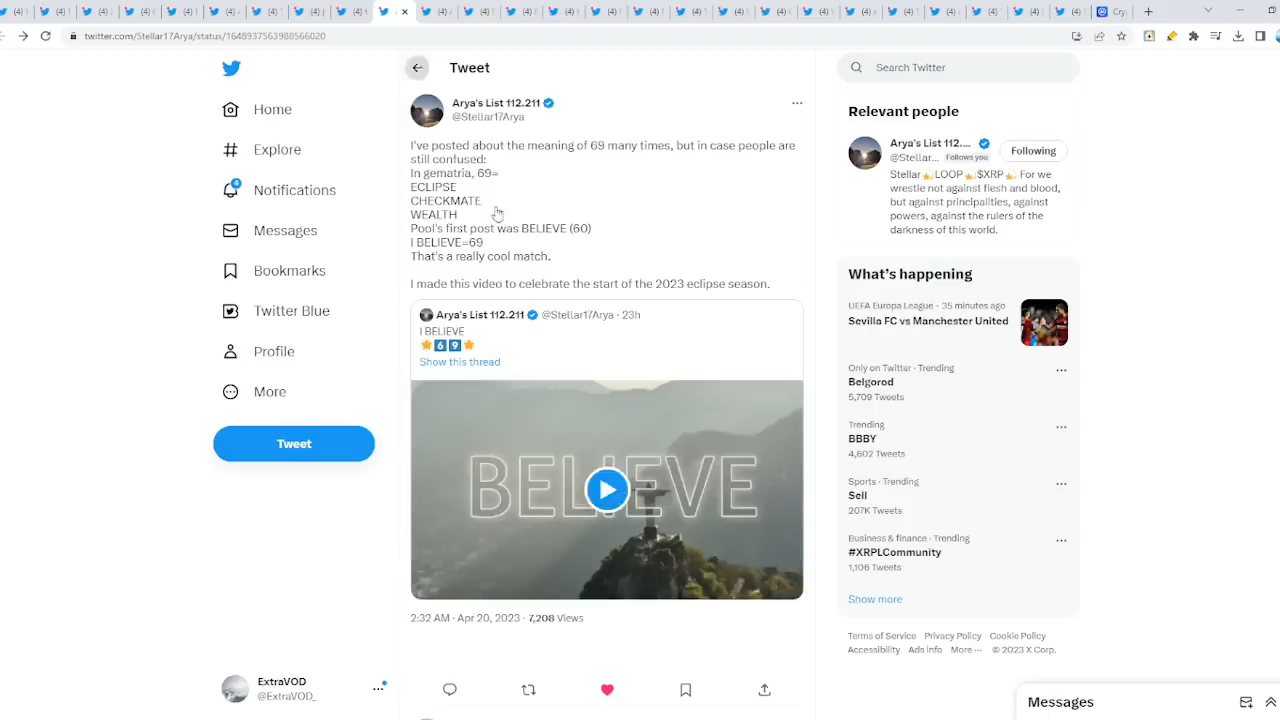 twitter.com/Stellar17Arya/status/1648937563988566020
Home
Explore
Notifications
Messages
Bookmarks
Twitter Blue
Profile
More
Tweet
ExtraVOD
@ExtraVOD_
Tweet
Arya's List 112.211
@Stellar17Arya
I've posted about the meaning of 69 many times, but in case people are
still confused:
In gematria, 69=
ECLIPSE
CHECKMATE
WEALTH
Pool's first post was BELIEVE (60)
I BELIEVE=69
That's a really cool match.
I made this video to celebrate the start of the 2023 eclipse season.
Arya's List 112.211 @Stellar17Arya · 23h
I BELIEVE
6 9
Show this thread
BELIEVE
2:32 AM · Apr 20, 2023 · 7,208 Views
Search Twitter
Relevant people
Arya's List 112....
@Stellar... Follows you
Following
Stellar LOOP $XRP For we
wrestle not against flesh and blood,
but against principalities, against
powers, against the rulers of the
darkness of this world.
What's happening
UEFA Europa League · 35 minutes ago
Sevilla FC vs Manchester United
Only on Twitter · Trending
Belgorod
5,709 Tweets
Trending
BBBY
4,602 Tweets
Sports · Trending
Sell
207K Tweets
Business & finance · Trending
#XRPLCommunity
1,106 Tweets
Show more
Terms of Service Privacy Policy Cookie Policy
Accessibility Ads info More ··· © 2023 X Corp.
Messages